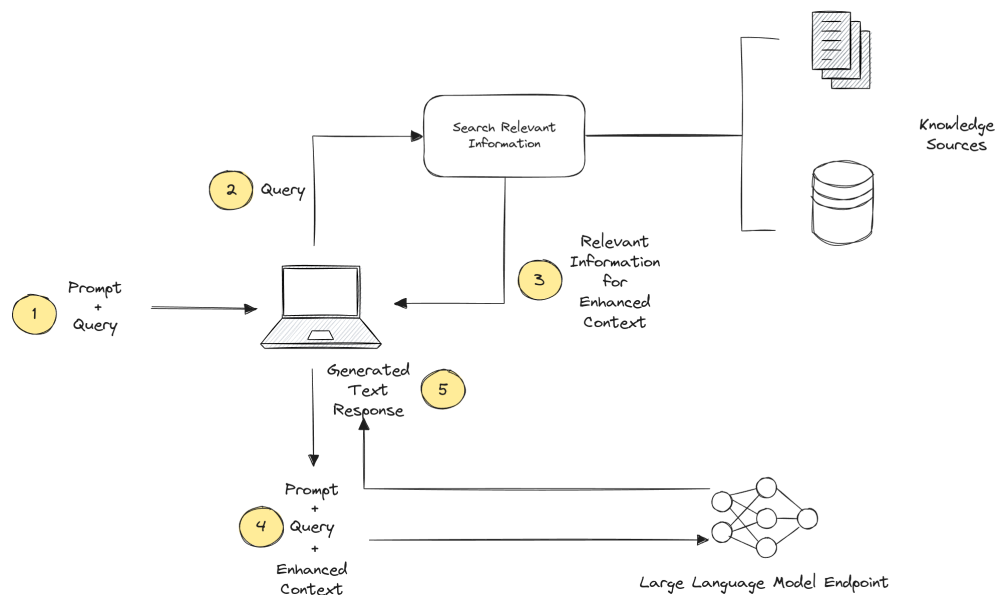 Search Relevant
Information
Knowledge
Sources
2
Query
Relevant
Information
for
Enhanced
Context
3
1
Prompt
+
Query
Generated
Text
Response
5
Prompt
+
4
Query
+
Enhanced
Context
Large Language Model Endpoint